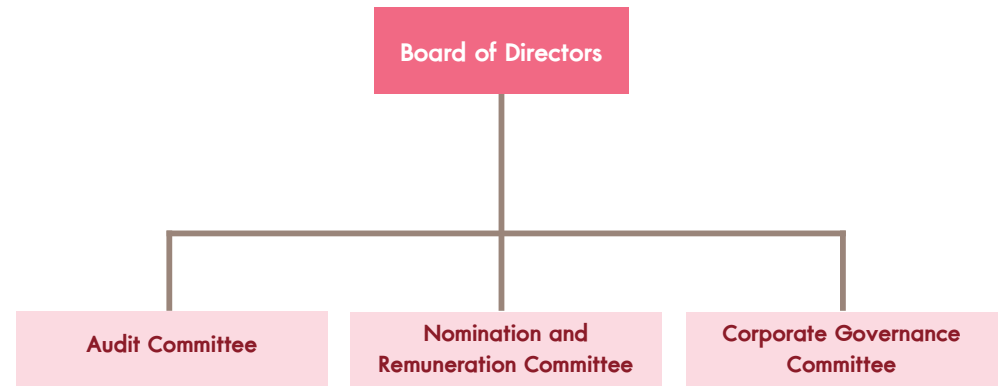 Board of Directors
Audit Committee
Nomination and
Remuneration Committee
Corporate Governance
Committee